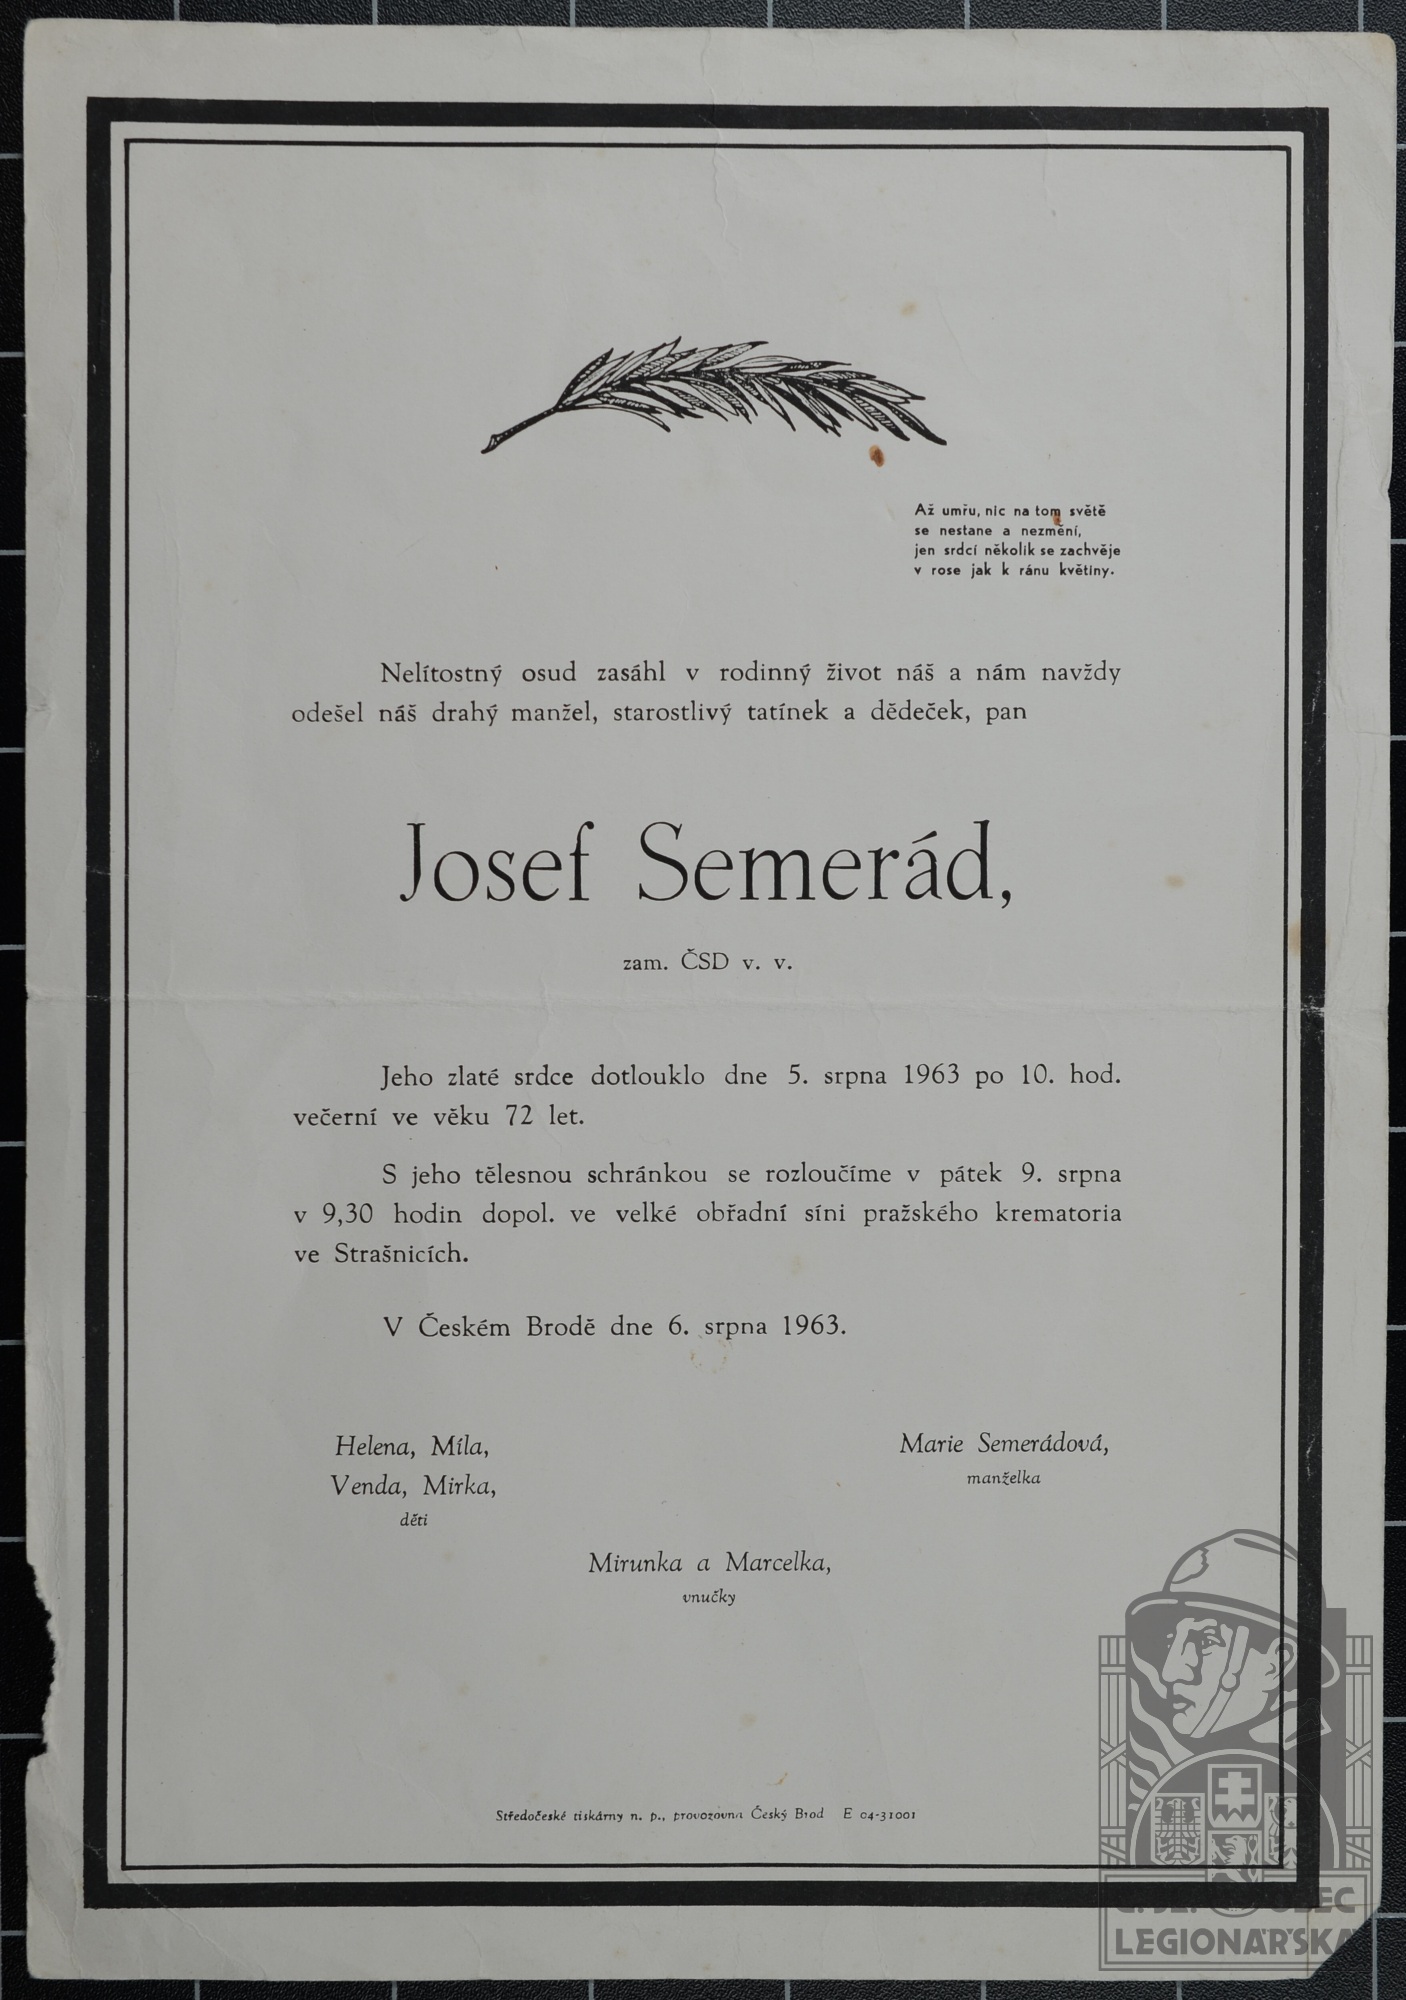 Až umřu, nic na tom světě
se nestane a nezmění,
jen srdcí několik se zachvěje
v rose jak k ránu květiny.
Nelítostný osud zasáhl v rodinný život náš a nám navždy
odešel náš drahý manžel, starostlivý tatínek a dědeček, pan
Josef Semerád,
zam. ČSD v. v.
Jeho zlaté srdce dotlouklo dne 5. srpna 1963 po 10. hod.
večerní ve věku 72 let.
S jeho tělesnou schránkou se rozloučíme v pátek 9. srpna
v 9,30 hodin dopol. ve velké obřadní síni pražského krematoria
ve Strašnicích.
V Českém Brodě dne 6. srpna 1963.
Helena, Míla,
Venda, Mirka,
děti
Marie Semerádová,
manželka
Mirunka a Marcelka,
vnučky
Středočeské tiskárny n. p., provozovna Český Brod E 04-31001
OBEC
LEGIONÁŘSKÁ